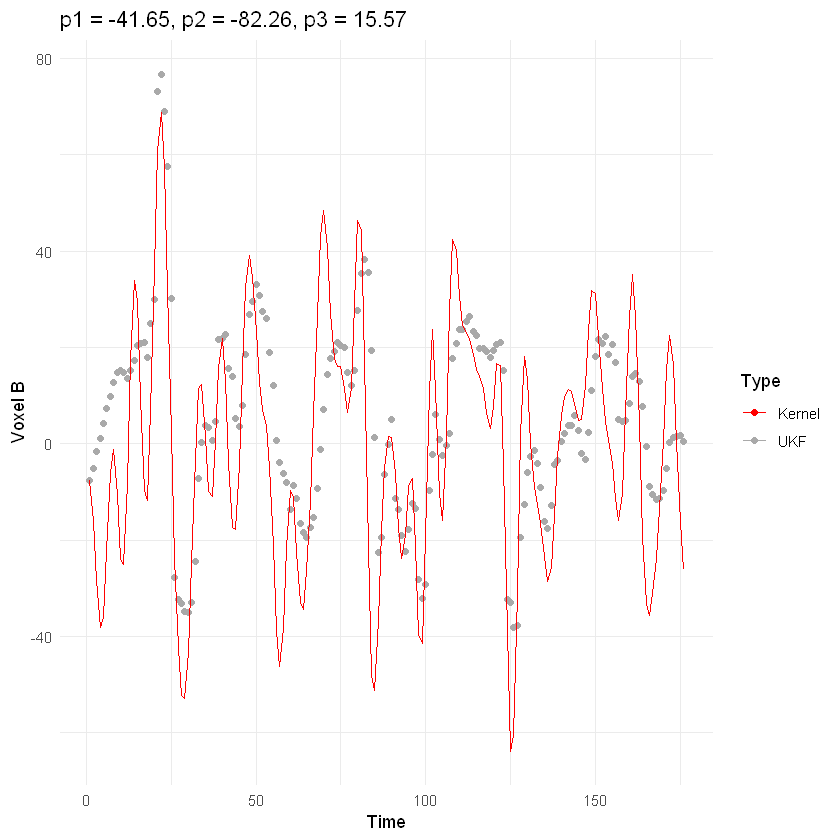 p1 = -41.65, p2 = -82.26, p3 = 15.57
80
40
0
-40
Voxel B
0
50
100
150
Time
Type
Kernel
UKF